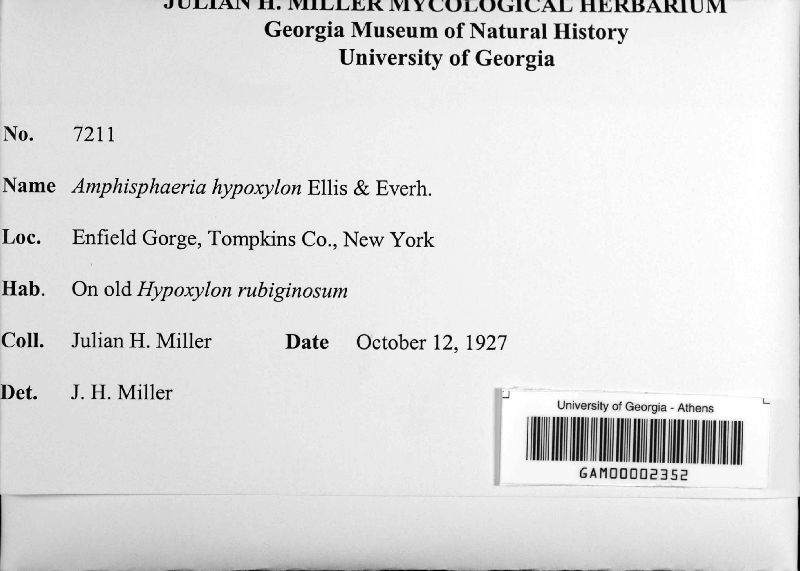 JULIAN H. MILLER MYCOLOGICAL HERBARIUM
Georgia Museum of Natural History
University of Georgia
No. 7211
Name Amphisphaeria hypoxylon Ellis & Everh.
Loc. Enfield Gorge, Tompkins Co., New York
Hab. On old Hypoxylon rubiginosum
Coll. Julian H. Miller Date October 12, 1927
Det. J. H. Miller
University of Georgia - Athens
GAM00002352